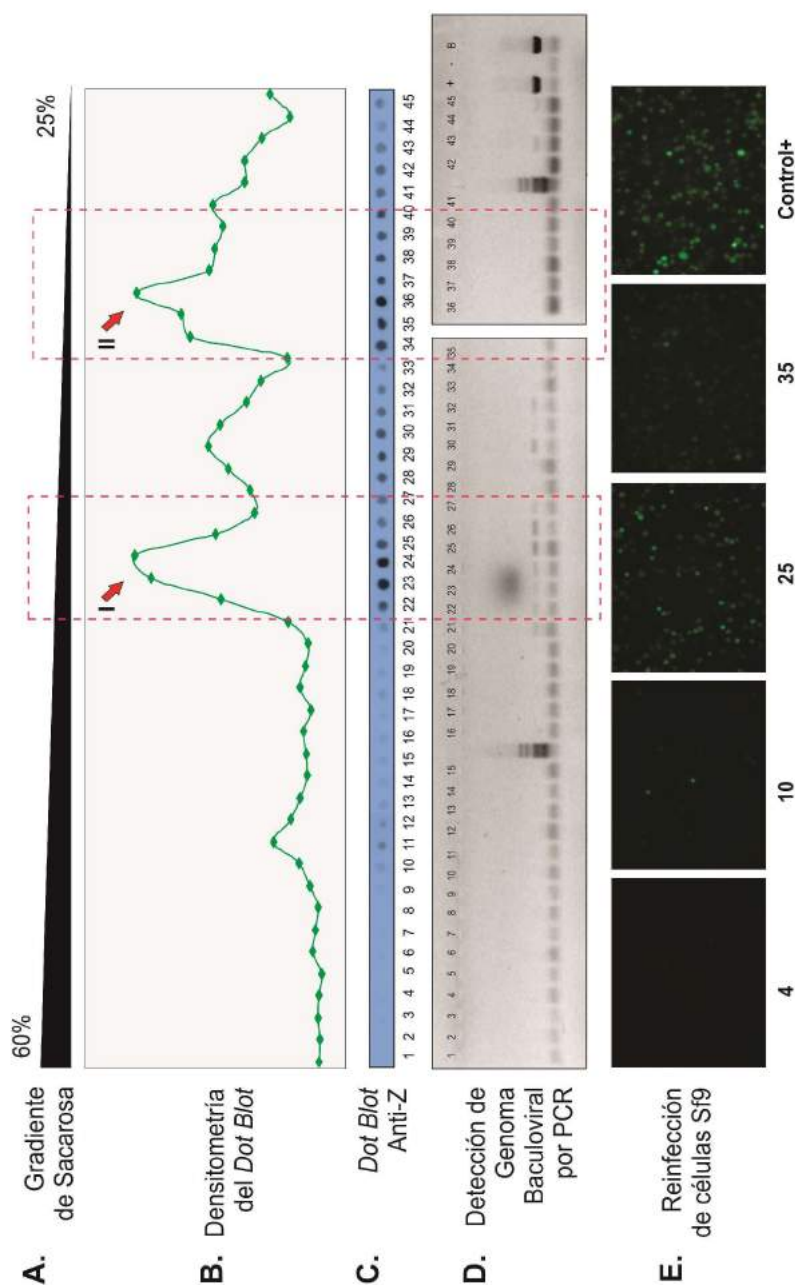 A.
Gradiente
de Sacarosa
60%
25%
B.
Densitometría
del Dot Blot
I
II
C.
Dot Blot
Anti-Z
1 2 3 4 5 6 7 8 9 10 11 12 13 14 15 16 17 18 19 20 21 22 23 24 25 26 27 28 29 30 31 32 33 34 35 36 37 38 39 40 41 42 43 44 45
D.
Detección de
Genoma
Baculoviral
por PCR
1 2 3 4 5 6 7 8 9 10 11 12 13 14 15 16 17 18 19 20 21 22 23 24 25 26 27 28 29 30 31 32 33 34 35
36 37 38 39 40 41 42 43 44 45 + - B
E.
Reinfección
de células Sf9
4
10
25
35
Control+